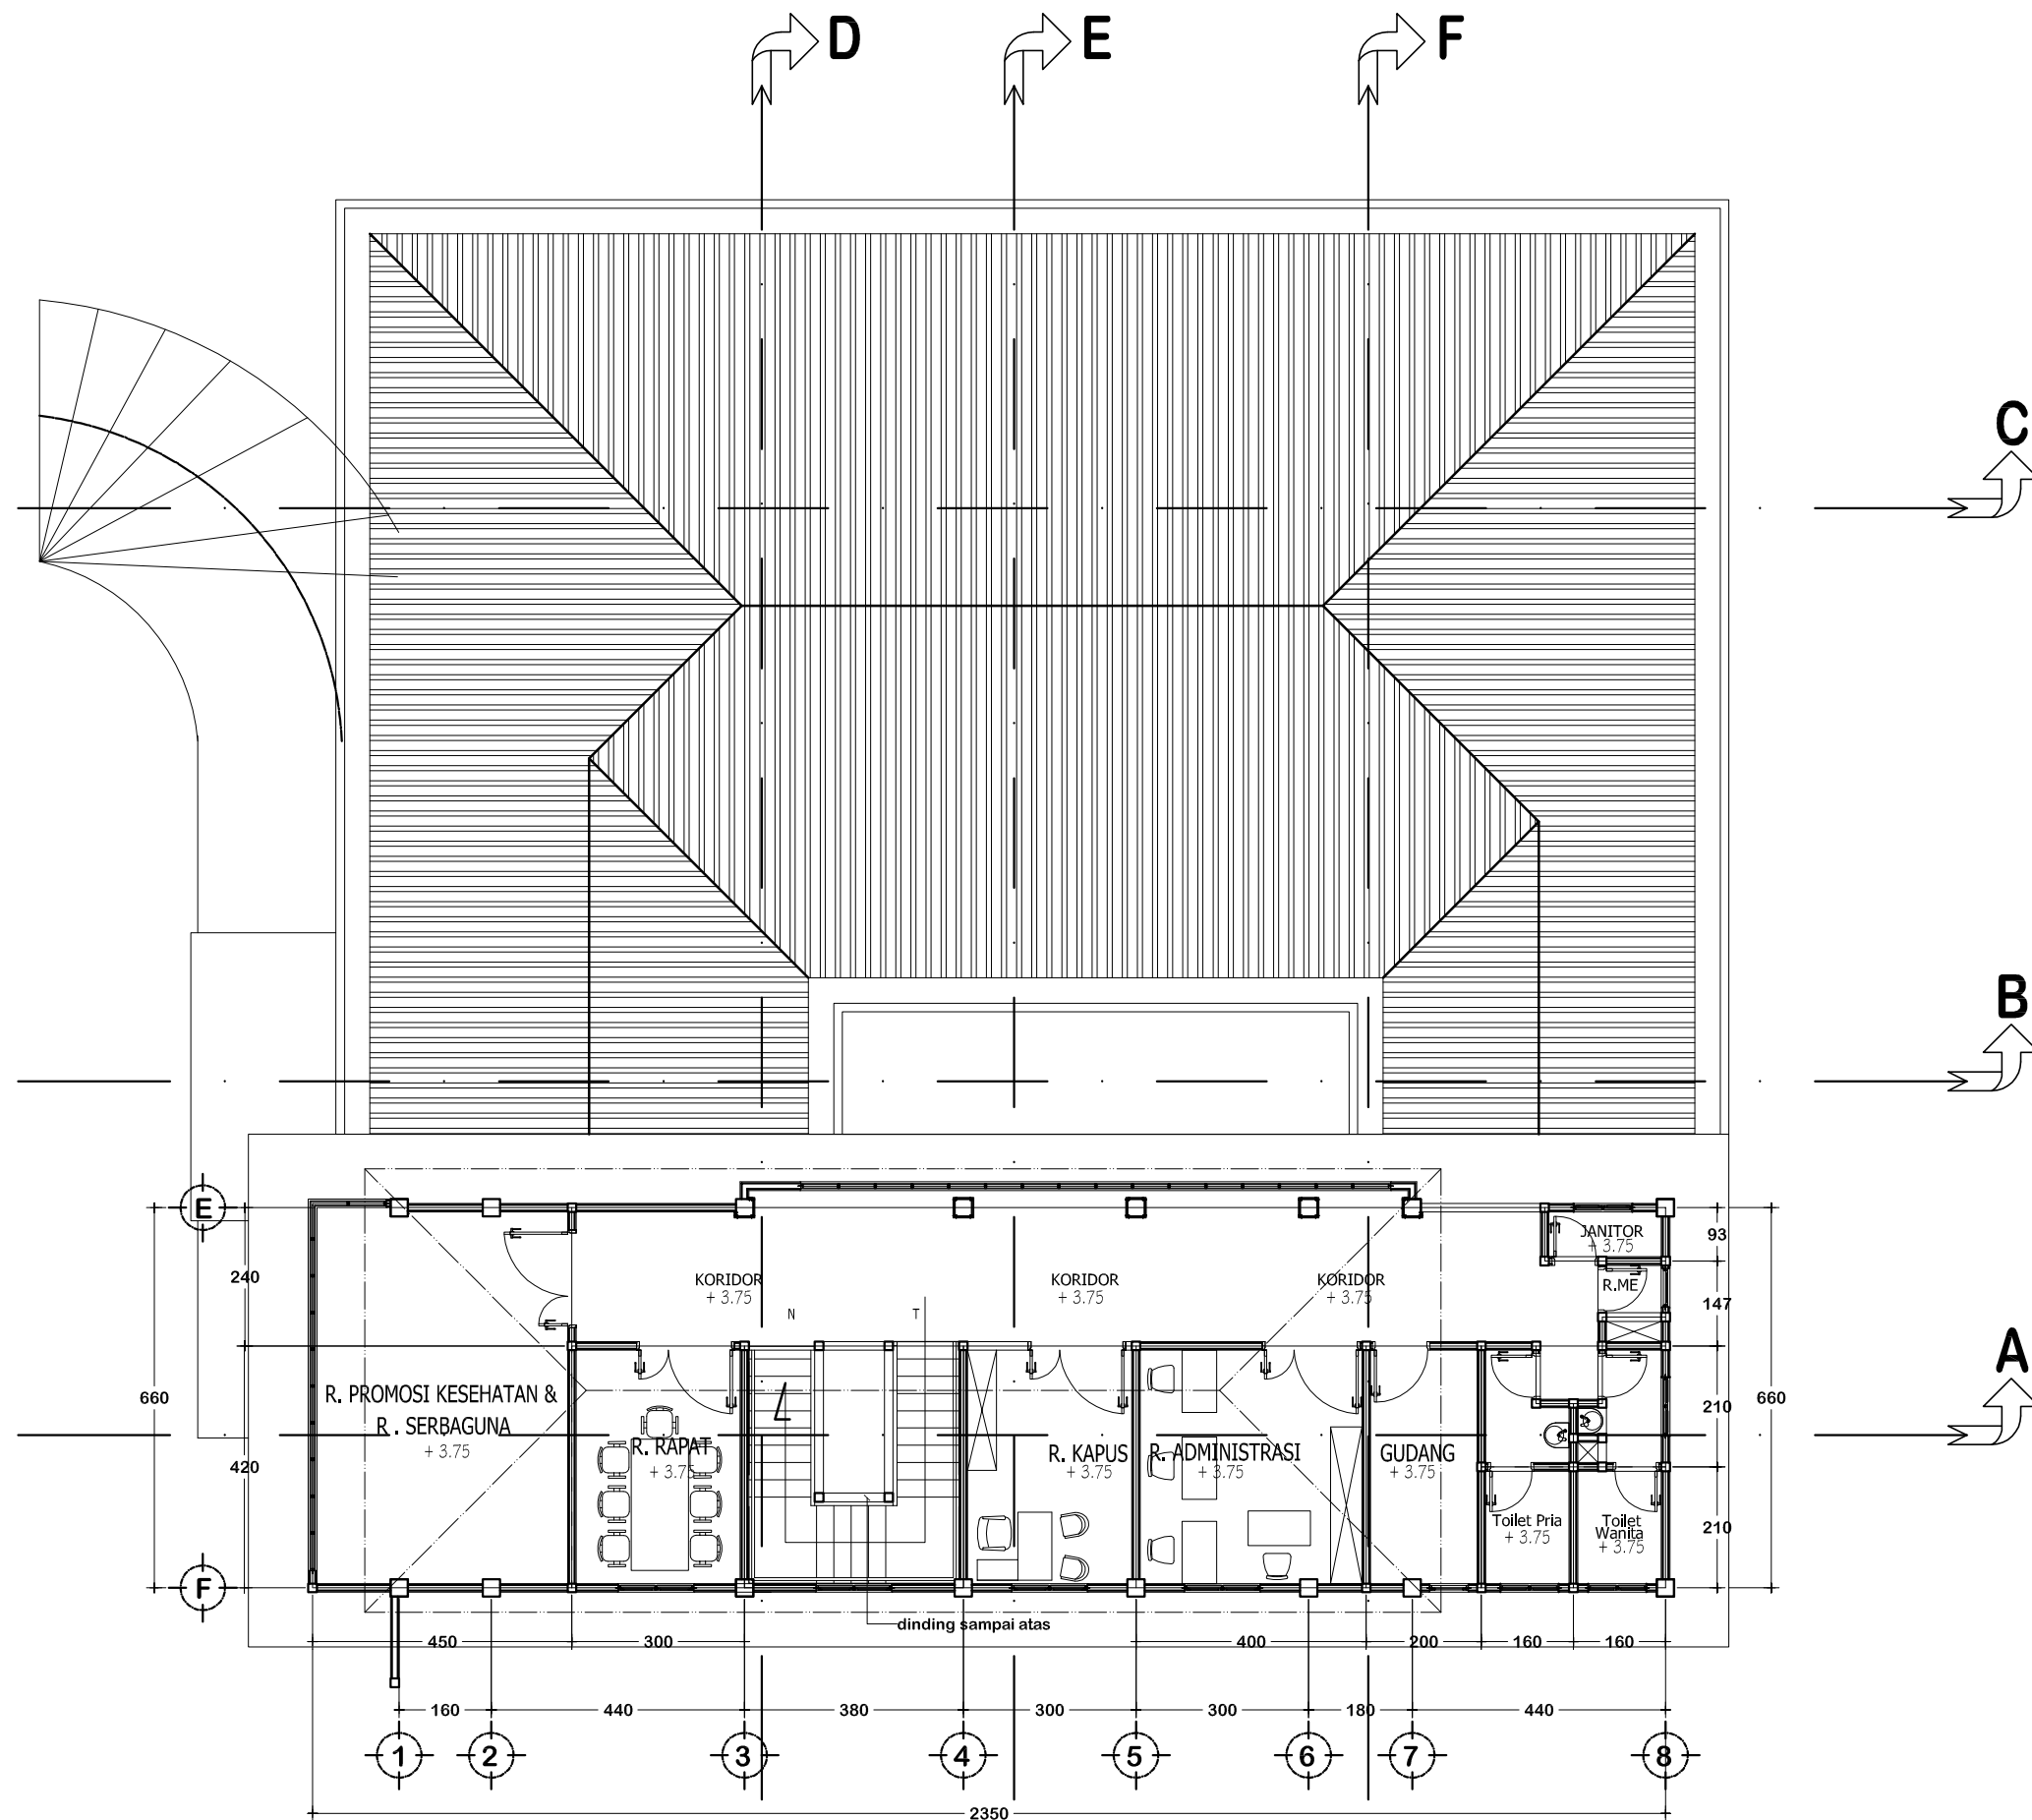 D
E
F
C
B
A
E
F
JANITOR
+ 3.75
93
240
KORIDOR
+ 3.75
KORIDOR
+ 3.75
KORIDOR
+ 3.75
R.ME
147
N
T
660
R. PROMOSI KESEHATAN &
R . SERBAGUNA
+ 3.75
R. RAPAT
+ 3.75
R. KAPUS
+ 3.75
R. ADMINISTRASI
+ 3.75
GUDANG
+ 3.75
210
660
420
Toilet Pria
+ 3.75
Toilet
Wanita
+ 3.75
210
dinding sampai atas
450
300
400
200
160
160
160
440
380
300
300
180
440
1
2
3
4
5
6
7
8
2350